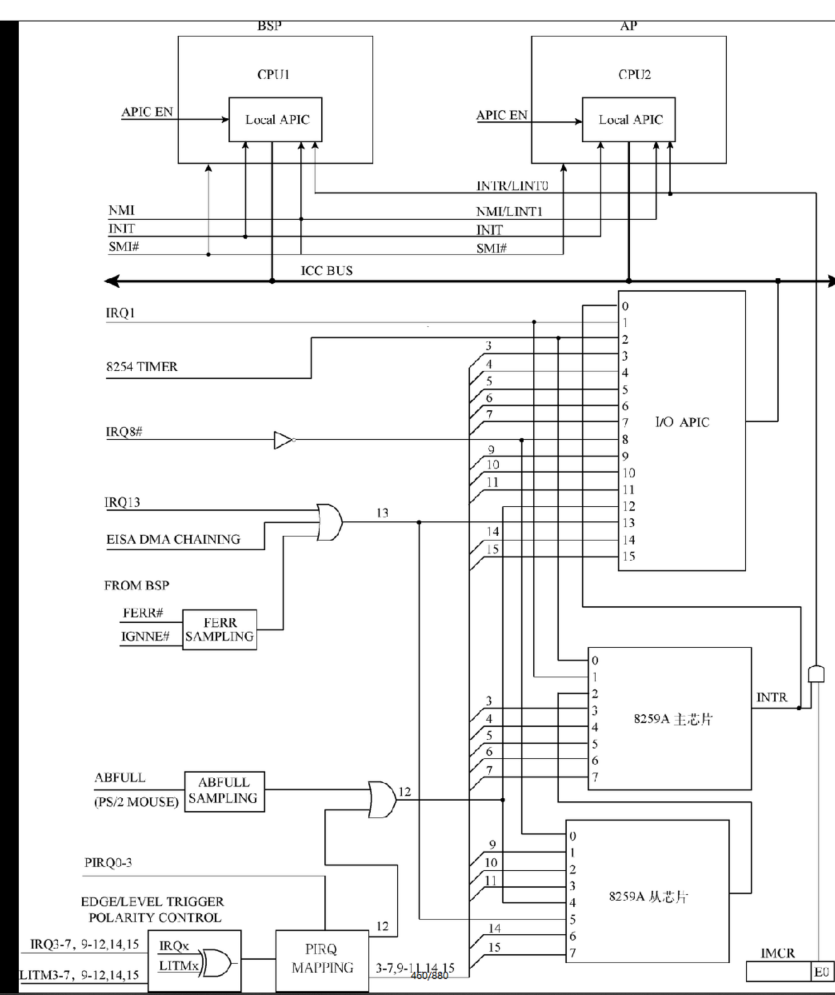 BSP
AP
CPU1
CPU2
APIC EN
Local APIC
APIC EN
Local APIC
INTR/LINT0
NMI
NMI/LINT1
INIT
INIT
SMI#
SMI#
ICC BUS
0
IRQ1
1
2
3
3
8254 TIMER
4
4
5
5
6
6
7
7
I/O APIC
IRQ8#
8
9
9
10
10
11
11
IRQ13
12
13
13
EISA DMA CHAINING
14
14
15
15
FROM BSP
FERR#
FERR
SAMPLING
IGNNE#
0
1
2
INTR
3
3
8259A 主芯片
4
4
5
5
6
6
7
7
ABFULL
(PS/2 MOUSE)
ABFULL
SAMPLING
12
0
9
1
PIRQ0-3
10
2
11
3
8259A 从芯片
4
EDGE/LEVEL TRIGGER
POLARITY CONTROL
5
12
14
6
15
7
IRQ3-7, 9-12,14,15
IRQx
LITMx
PIRQ
MAPPING
IMCR
LITM3-7, 9-12,14,15
3-7,9-11,14,15
460/880
E0